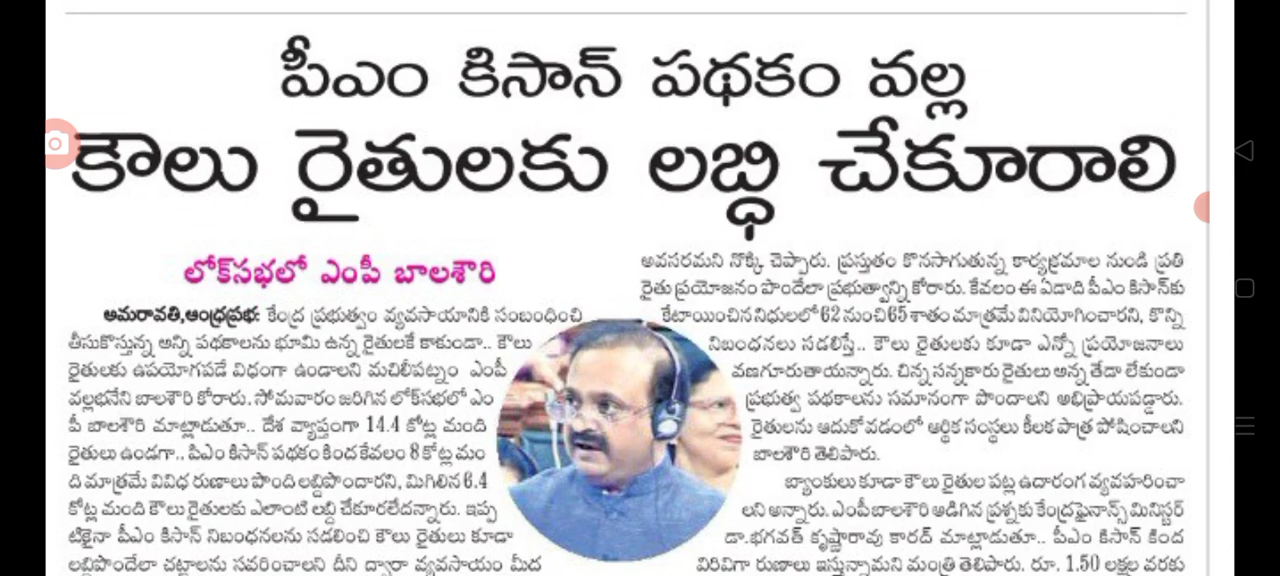 పీఎం కిసాన్ పథకం వల్ల
కౌలు రైతులకు లబ్ధి చేకూరాలి
లోక్‌సభలో ఎంపీ బాలశౌరి
అమరావతి,ఆంధ్రప్రభ: కేంద్ర ప్రభుత్వం వ్యవసాయానికి సంబంధించి
తీసుకొస్తున్న అన్ని పథకాలను భూమి ఉన్న రైతులకే కాకుండా.. కౌలు
రైతులకు ఉపయోగపడే విధంగా ఉండాలని మచిలీపట్నం ఎంపీ
వల్లభనేని బాలశౌరి కోరారు. సోమవారం జరిగిన లోక్‌సభలో ఎం
పీ బాలశౌరి మాట్లాడుతూ.. దేశ వ్యాప్తంగా 14.4 కోట్ల మంది
రైతులు ఉండగా.. పిఎం కిసాన్ పథకం కింద కేవలం 8 కోట్ల మం
ది మాత్రమే వివిధ రుణాలు పొంది లబ్దిపొందారని, మిగిలిన 6.4
కోట్ల మంది కౌలు రైతులకు ఎలాంటి లబ్ది చేకూరలేదన్నారు. ఇప్ప
టికైనా పీఎం కిసాన్ నిబంధనలను సడలించి కౌలు రైతులు కూడా
లబ్దిపొందేలా చట్టాలను సవరించాలని దీని ద్వారా వ్యవసాయం మీద
అవసరమని నొక్కి చెప్పారు. ప్రస్తుతం కొనసాగుతున్న కార్యక్రమాల నుండి ప్రతి
రైతు ప్రయోజనం పొందేలా ప్రభుత్వాన్ని కోరారు. కేవలం ఈ ఏడాది పీఎం కిసాన్‌కు
కేటాయించిన నిధులలో 62 నుంచి 65 శాతం మాత్రమే వినియోగించారని, కొన్ని
నిబంధనలు సడలిస్తే.. కౌలు రైతులకు కూడా ఎన్నో ప్రయోజనాలు
వణగూరుతాయన్నారు. చిన్న సన్నకారు రైతులు అన్న తేడా లేకుండా
ప్రభుత్వ పథకాలను సమానంగా పొందాలని అభిప్రాయపడ్డారు.
రైతులను ఆదుకోవడంలో ఆర్థిక సంస్థలు కీలక పాత్ర పోషించాలని
బాలశౌరి తెలిపారు.
బ్యాంకులు కూడా కౌలు రైతుల పట్ల ఉదారంగ వ్యవహరించా
లని అన్నారు. ఎంపీ బాలశౌరి అడిగిన ప్రశ్నకు కేంద్రఫైనాన్స్ మినిస్టర్
డా.భగవత్ కృష్ణారావు కారద్ మాట్లాడుతూ.. పీఎం కిసాన్ కింద
విరివిగా రుణాలు ఇస్తున్నామని మంత్రి తెలిపారు. రూ. 1.50 లక్షల వరకు